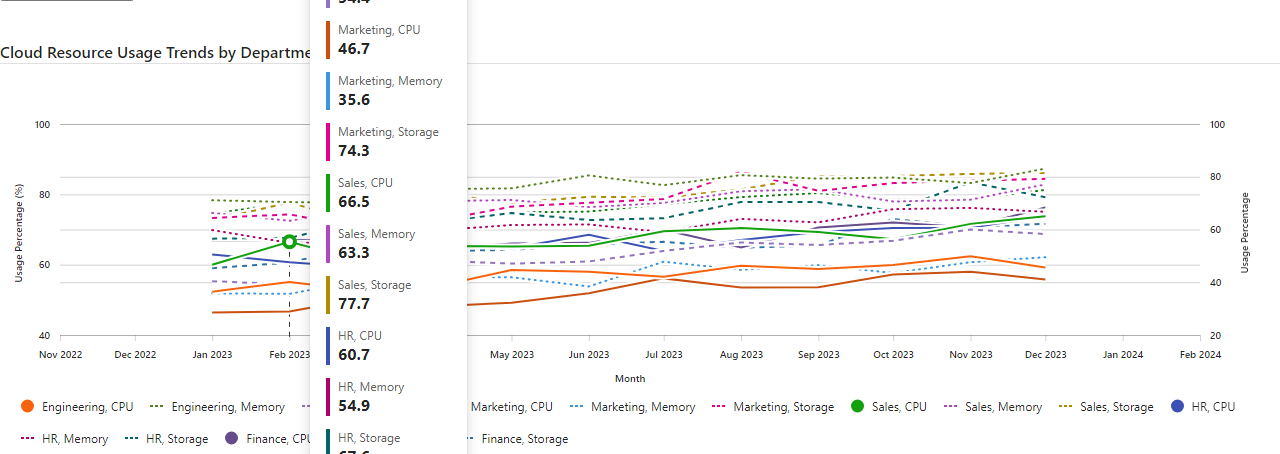 Cloud Resource Usage Trends by Departme
Marketing, CPU
46.7
Marketing, Memory
35.6
Marketing, Storage
74.3
Sales, CPU
66.5
Sales, Memory
63.3
Sales, Storage
77.7
HR, CPU
60.7
HR, Memory
54.9
HR, Storage
Usage Percentage (%)
100
80
60
40
100
80
60
40
20
Usage Percentage
Nov 2022 Dec 2022 Jan 2023 Feb 2023 May 2023 Jun 2023 Jul 2023 Aug 2023 Sep 2023 Oct 2023 Nov 2023 Dec 2023 Jan 2024 Feb 2024
Month
Engineering, CPU Engineering, Memory Marketing, CPU Marketing, Memory Marketing, Storage Sales, CPU Sales, Memory Sales, Storage HR, CPU
HR, Memory HR, Storage Finance, CPU Finance, Storage